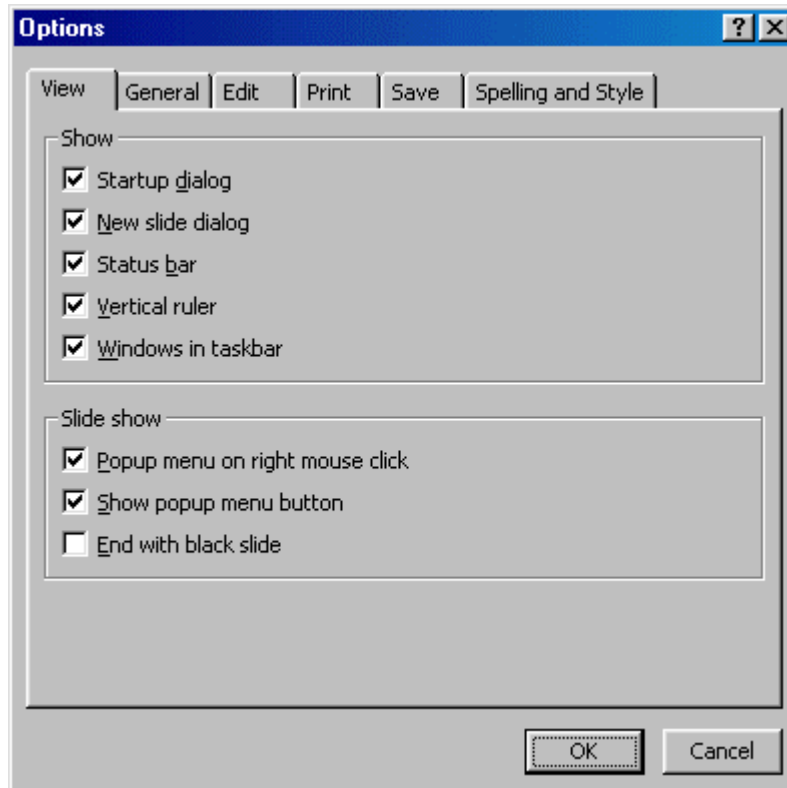 Options
View General Edit Print Save Spelling and Style
Show
Startup dialog
New slide dialog
Status bar
Vertical ruler
Windows in taskbar
Slide show
Popup menu on right mouse click
Show popup menu button
End with black slide
OK Cancel